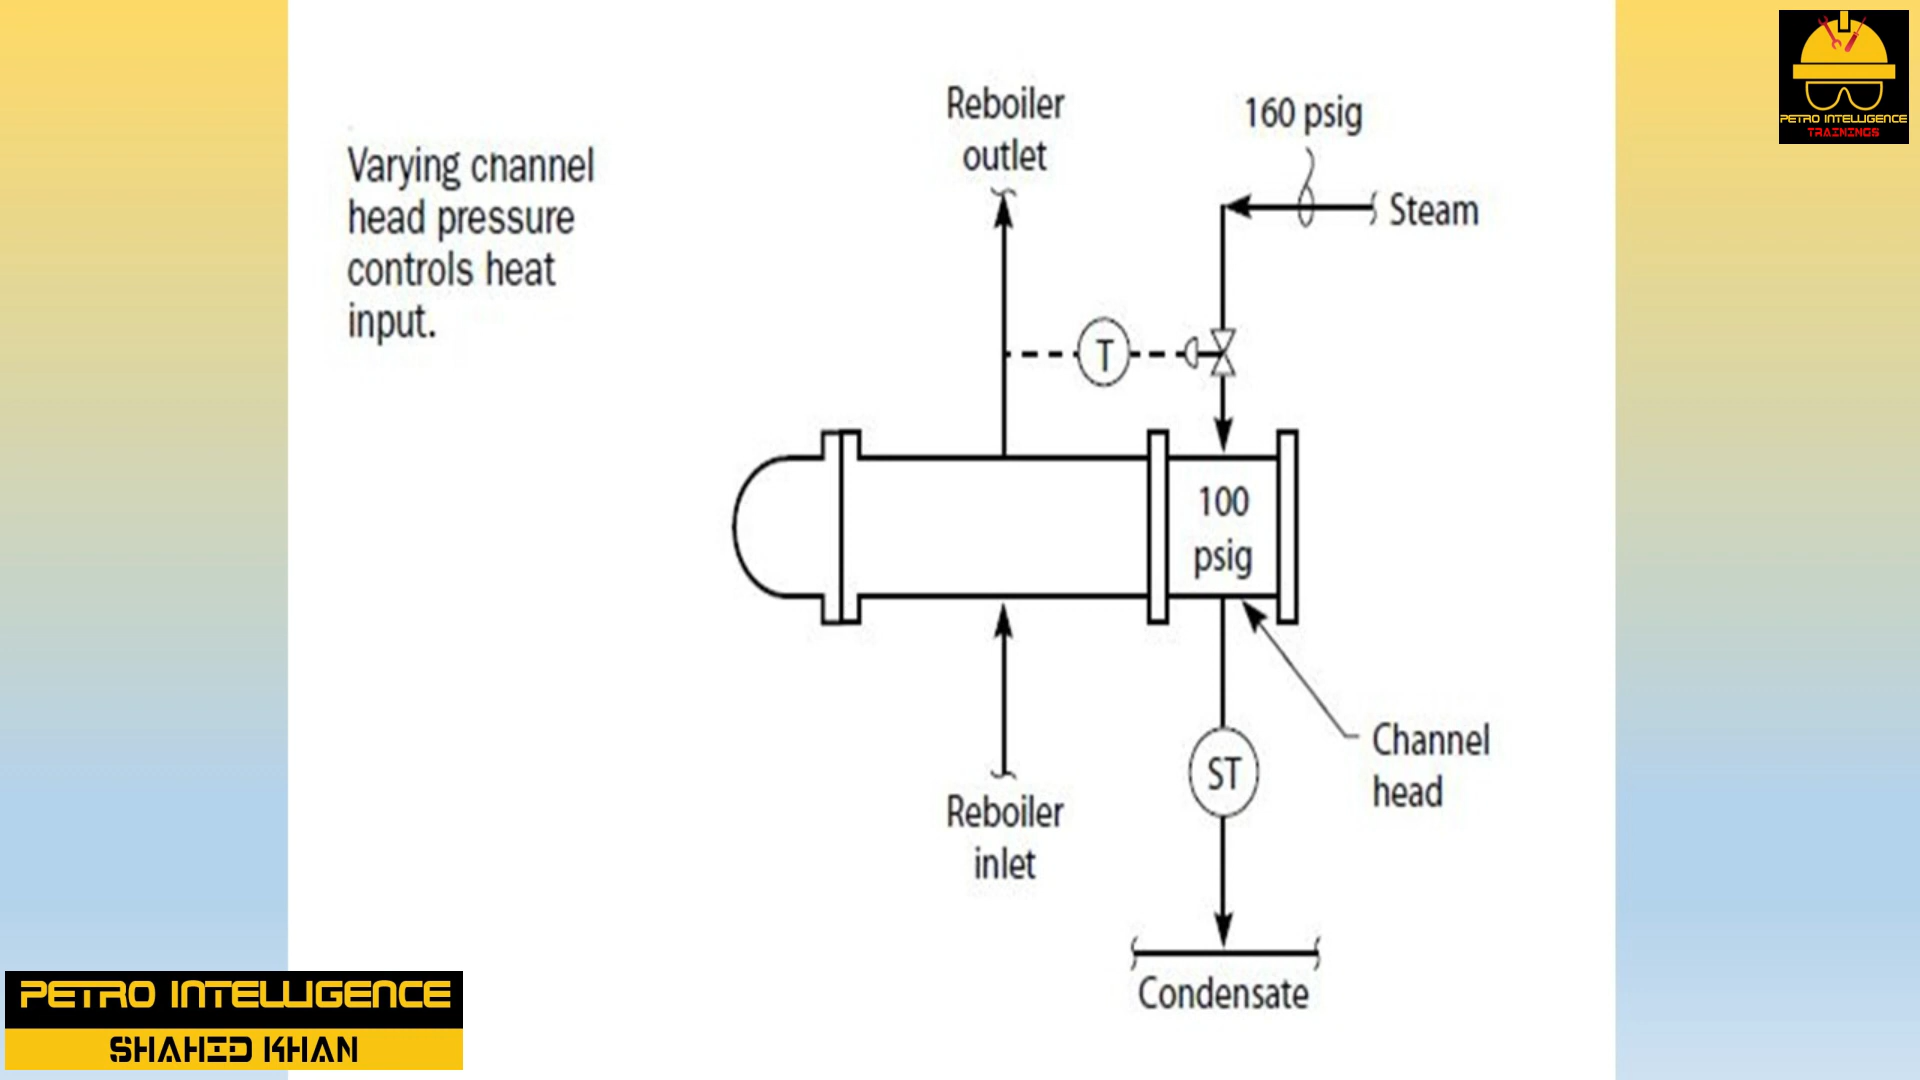 Varying channel
head pressure
controls heat
input.
Reboiler
outlet
160 psig
Steam
T
100
psig
Channel
head
ST
Reboiler
inlet
Condensate
PETRO INTELLIGENCE
TRAININGS
PETRO INTELLIGENCE
SHAHID KHAN